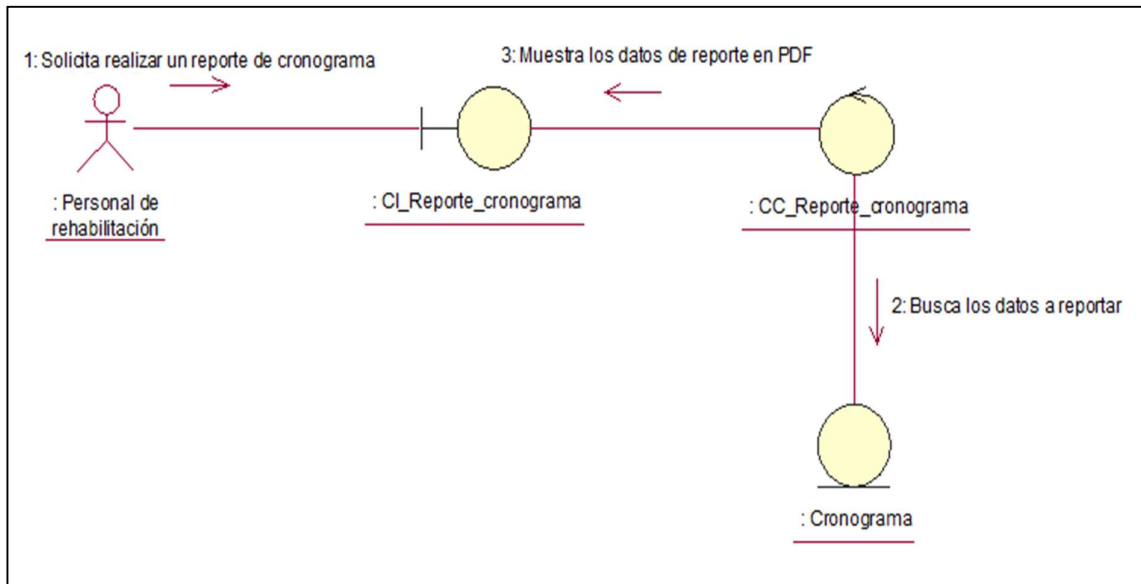 1: Solicita realizar un reporte de cronograma
3: Muestra los datos de reporte en PDF
: Personal de
rehabilitación
: CI_Reporte_cronograma
: CC_Reporte_cronograma
2: Busca los datos a reportar
: Cronograma